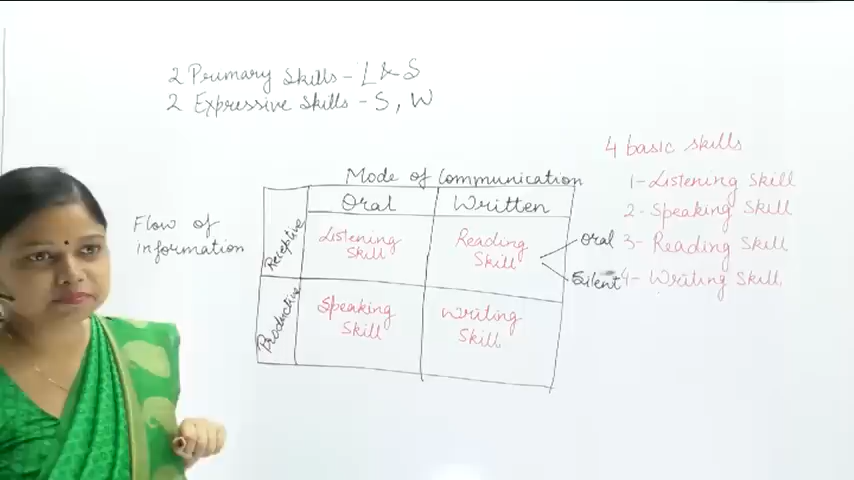 2 Primary Skills - L & S
2 Expressive Skills - S, W
4 basic skills
Mode of Communication
1- Listening Skill
Oral Written
2- Speaking Skill
Flow of
information
Receptive
Listening
Skill
Reading
Skill
Oral
Silent
3- Reading Skill
4- Writing Skill.
Productive
Speaking
Skill
Writing
Skill